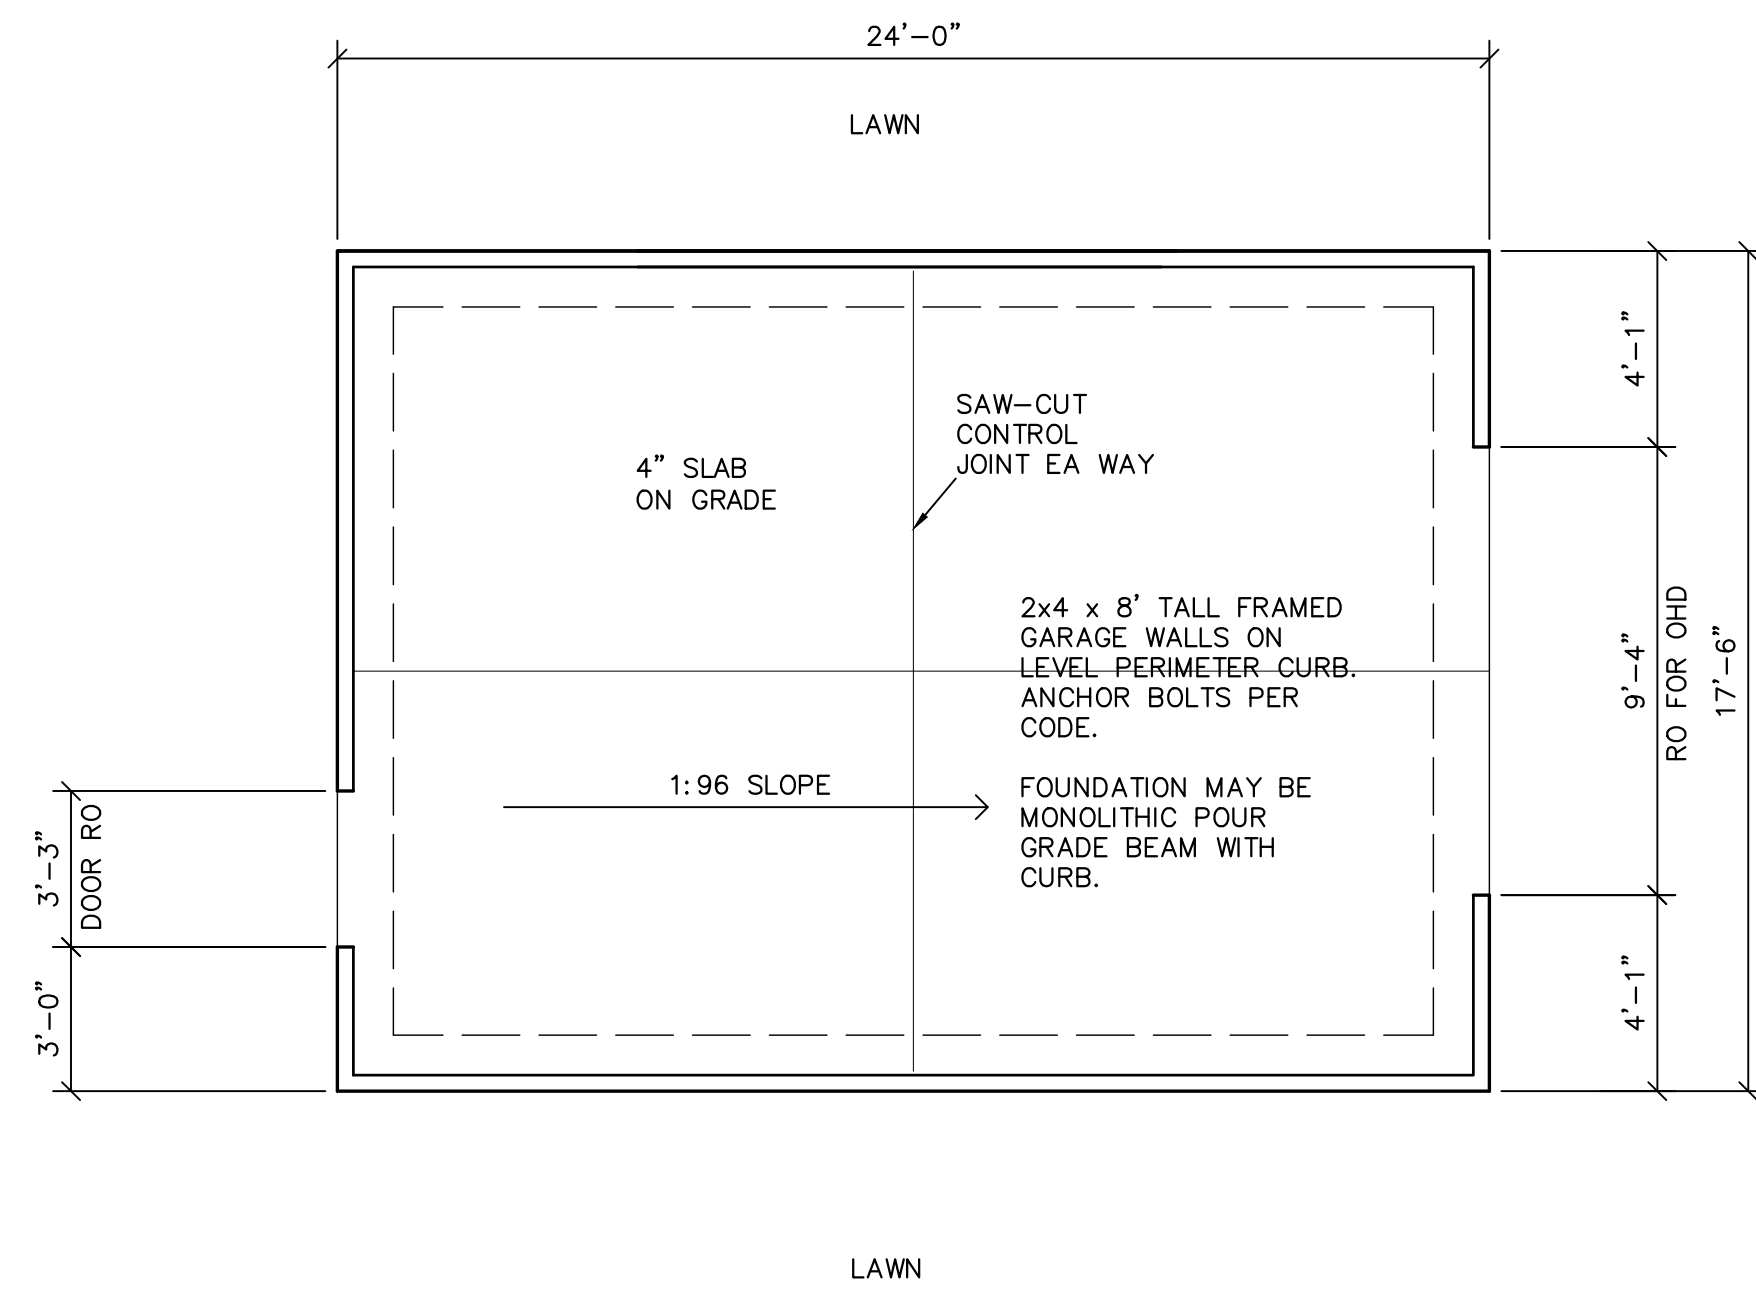 24'-0"
LAWN
4'-1"
SAW-CUT
CONTROL
JOINT EA WAY
4" SLAB
ON GRADE
2x4 x 8' TALL FRAMED
GARAGE WALLS ON
LEVEL PERIMETER CURB.
ANCHOR BOLTS PER
CODE.
9'-4"
RO FOR OHD
17'-6"
1:96 SLOPE
FOUNDATION MAY BE
MONOLITHIC POUR
GRADE BEAM WITH
CURB.
3'-3"
DOOR RO
3'-0"
4'-1"
LAWN